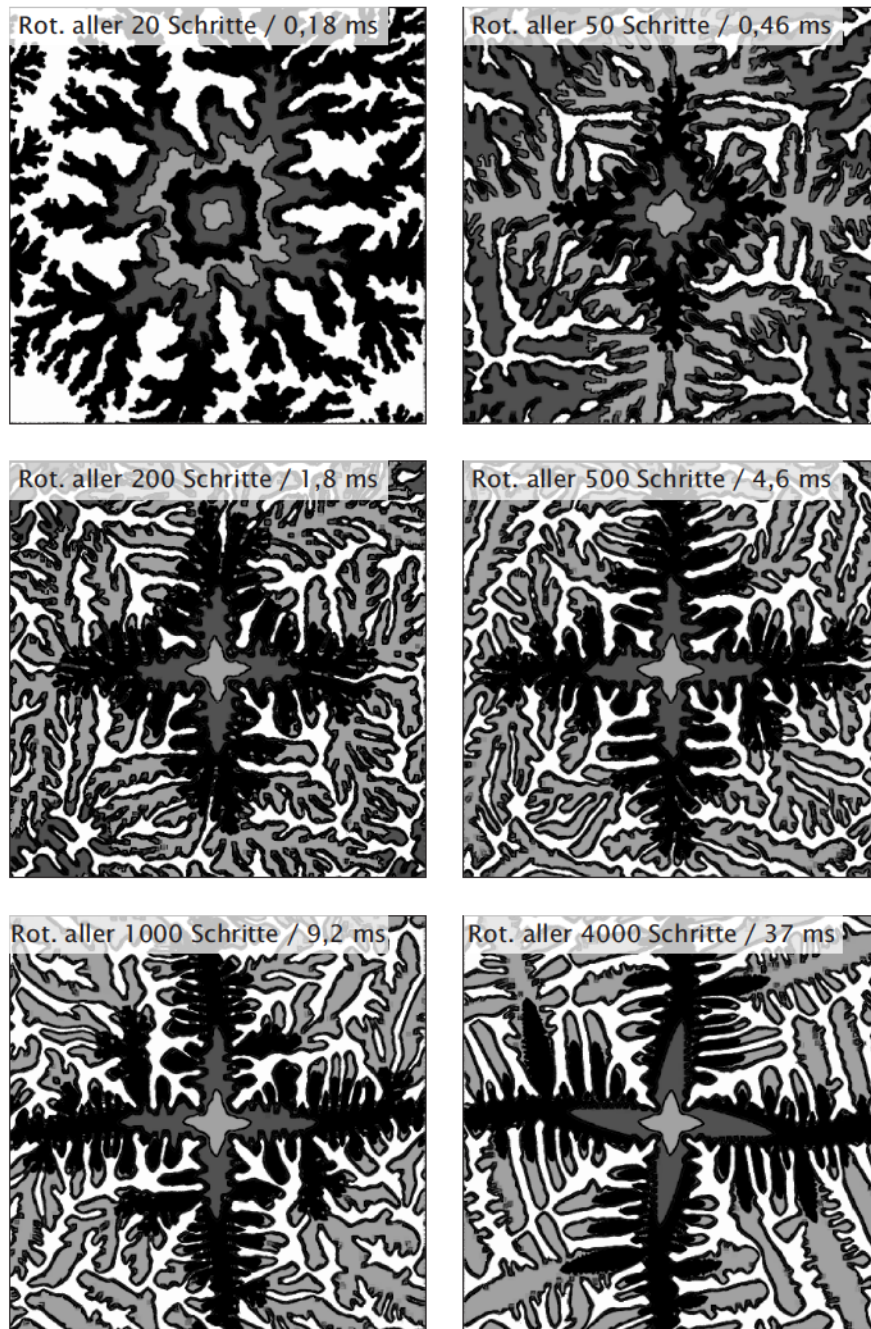 Rot. aller 20 Schritte / 0,18 ms
Rot. aller 50 Schritte / 0,46 ms
Rot. aller 200 Schritte / 1,8 ms
Rot. aller 500 Schritte / 4,6 ms
Rot. aller 1000 Schritte / 9,2 ms
Rot. aller 4000 Schritte / 37 ms